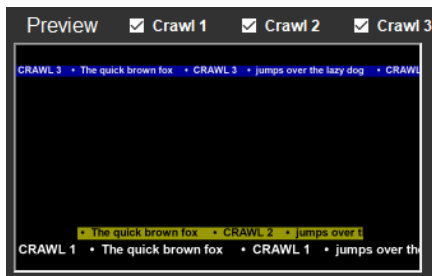 Preview Crawl 1 Crawl 2 Crawl 3
CRAWL 3 • The quick brown fox • CRAWL 3 • jumps over the lazy dog • CRAWL
• The quick brown fox • CRAWL 2 • jumps over t
CRAWL 1 • The quick brown fox • CRAWL 1 • jumps over the